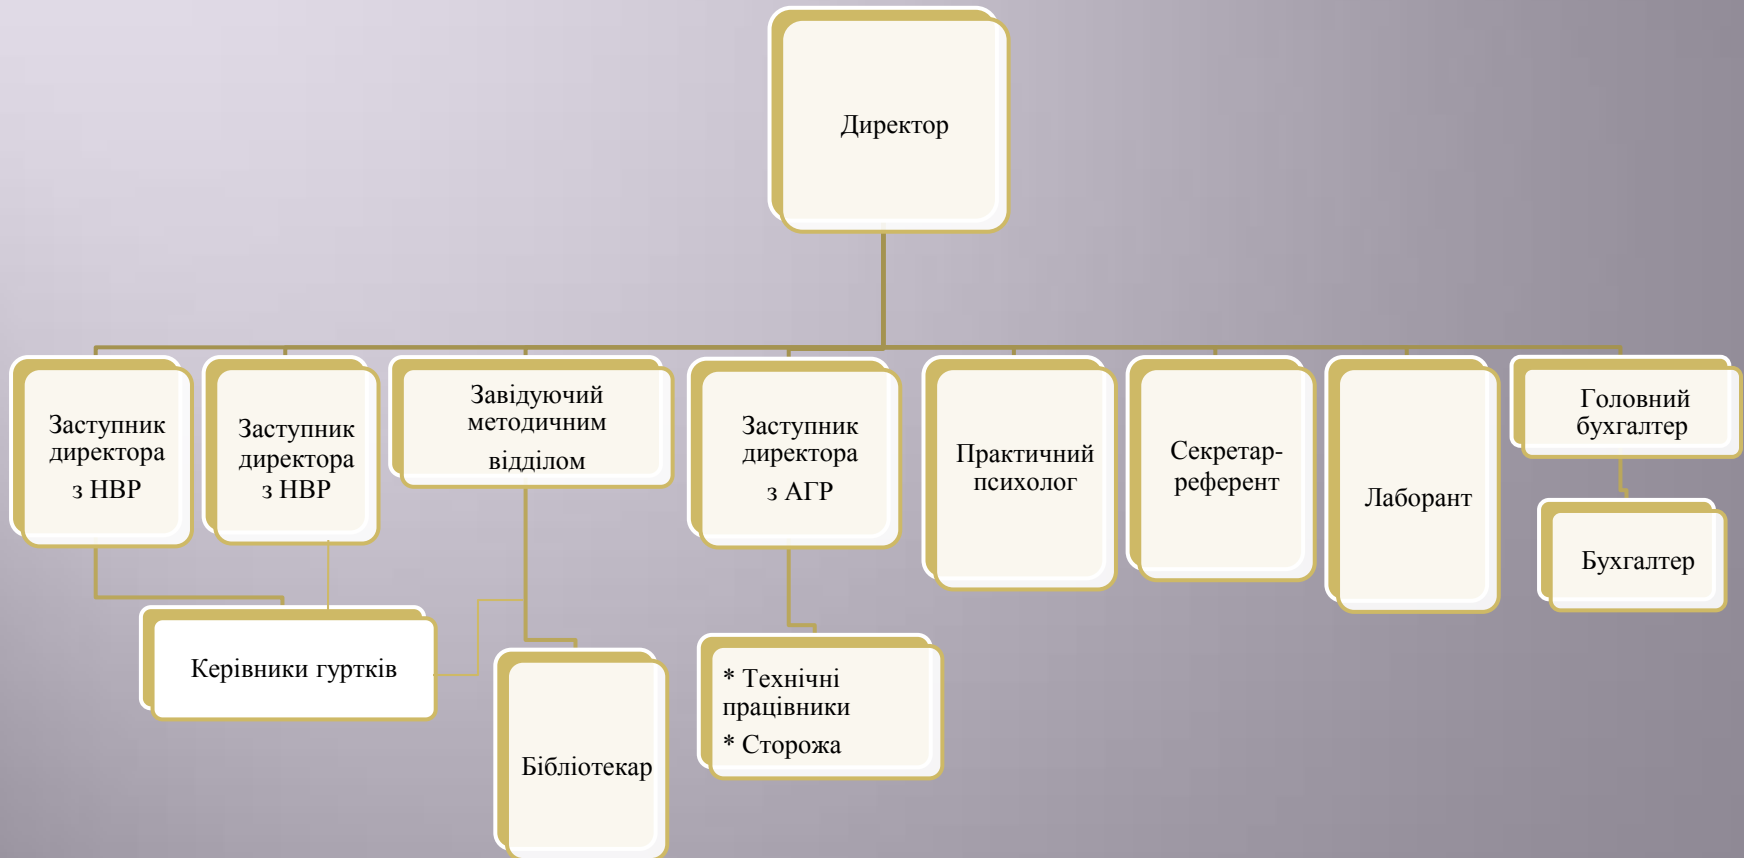 Директор
Заступник
директора
з НВР
Заступник
директора
з НВР
Завідуючий
методичним
відділом
Заступник
директора
з АГР
Практичний
психолог
Секретар-
референт
Лаборант
Головний
бухгалтер
Бухгалтер
Керівники гуртків
Бібліотекар
* Технічні
працівники
* Сторожа